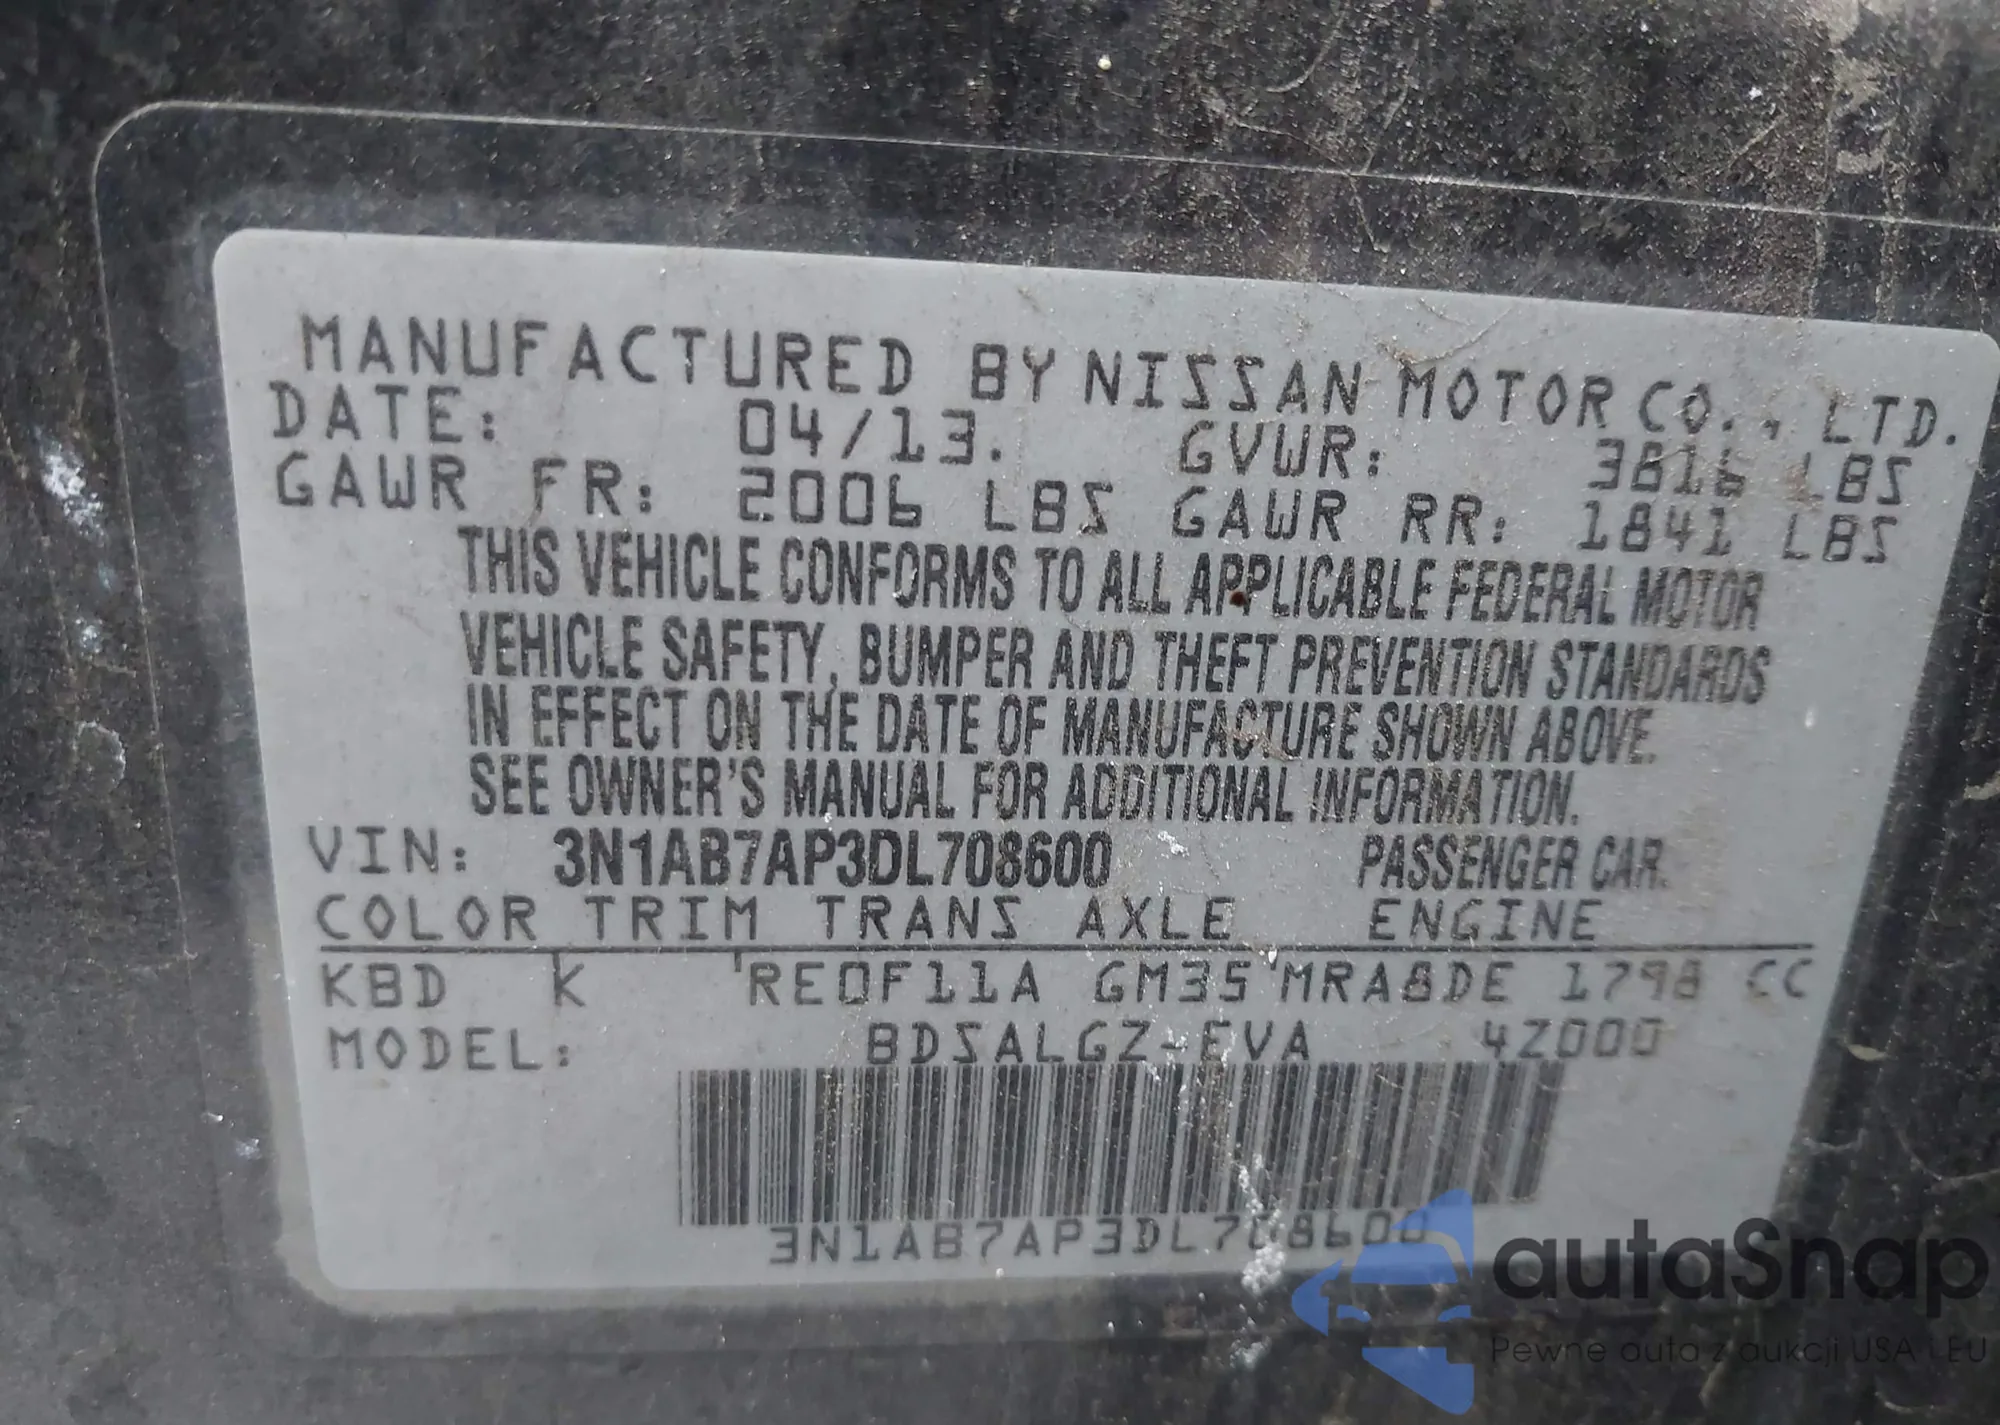 MANUFACTURED BY NISSAN MOTOR CO., LTD.
DATE: 04/13. GVWR: 3816 LBS
GAWR FR: 2006 LBS GAWR RR: 1841 LBS
THIS VEHICLE CONFORMS TO ALL APPLICABLE FEDERAL MOTOR
VEHICLE SAFETY, BUMPER AND THEFT PREVENTION STANDARDS
IN EFFECT ON THE DATE OF MANUFACTURE SHOWN ABOVE.
SEE OWNER'S MANUAL FOR ADDITIONAL INFORMATION.
VIN: 3N1AB7AP3DL708600 PASSENGER CAR.
COLOR TRIM TRANS AXLE ENGINE
KBD K RE0F11A GM35 MRA8DE 1798 CC
MODEL: BDSALGZ-EVA 4Z000
3N1AB7AP3DL708600
autaSnap
Pewne auta z aukcji USA i EU